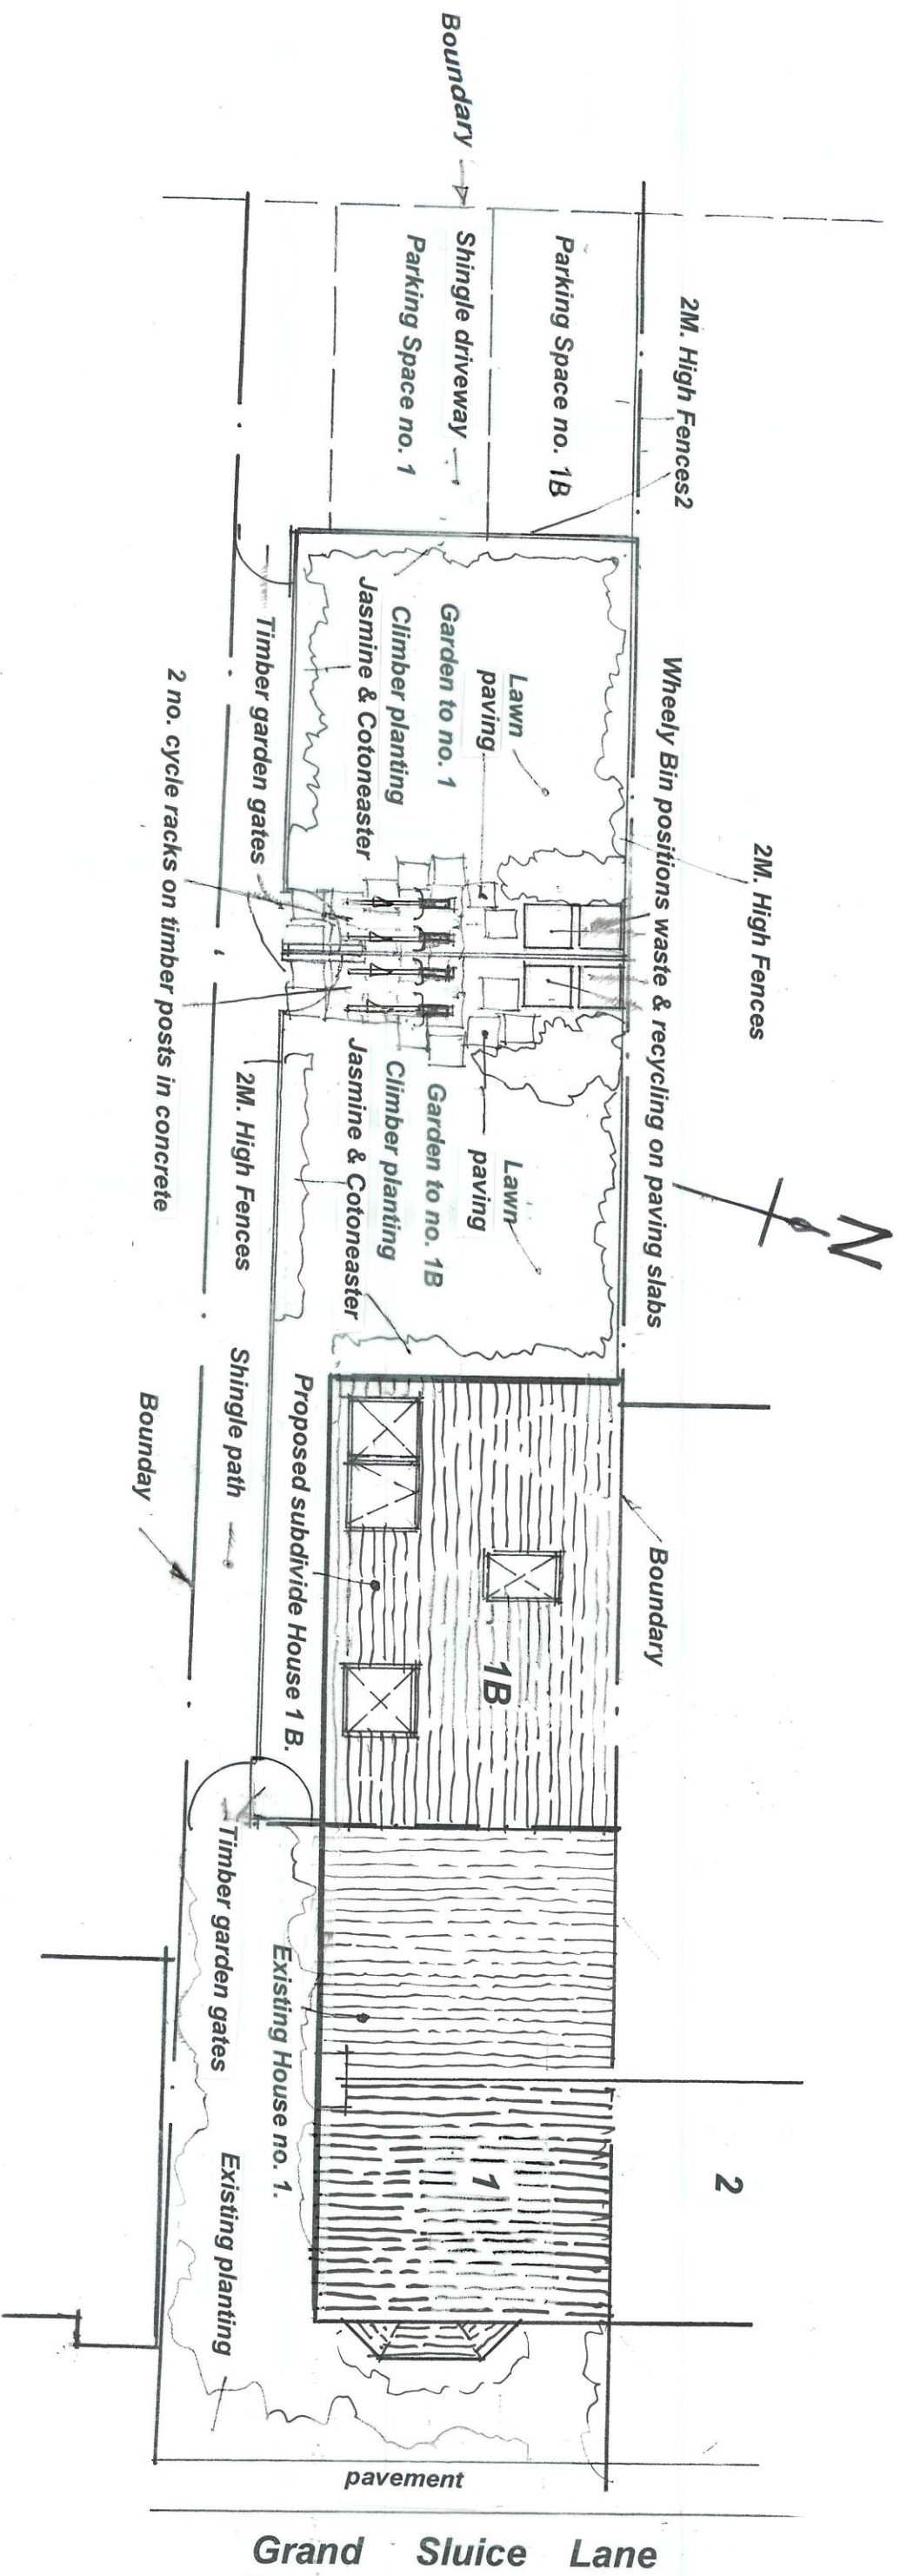 Boundary
2M. High Fences2
Parking Space no. 1B
Shingle driveway
Parking Space no. 1
2M. High Fences
Wheely Bin positions waste & recycling on paving slabs
Lawn
paving
Garden to no. 1
Climber planting
Jasmine & Cotoneaster
Timber garden gates
2 no. cycle racks on timber posts in concrete
N
Lawn
paving
Garden to no. 1B
Climber planting
Jasmine & Cotoneaster
2M. High Fences
Shingle path
Bounday
Boundary
Proposed subdivide House 1 B.
1B
Timber garden gates
Existing House no. 1.
1
2
Existing planting
pavement
Grand Sluice Lane